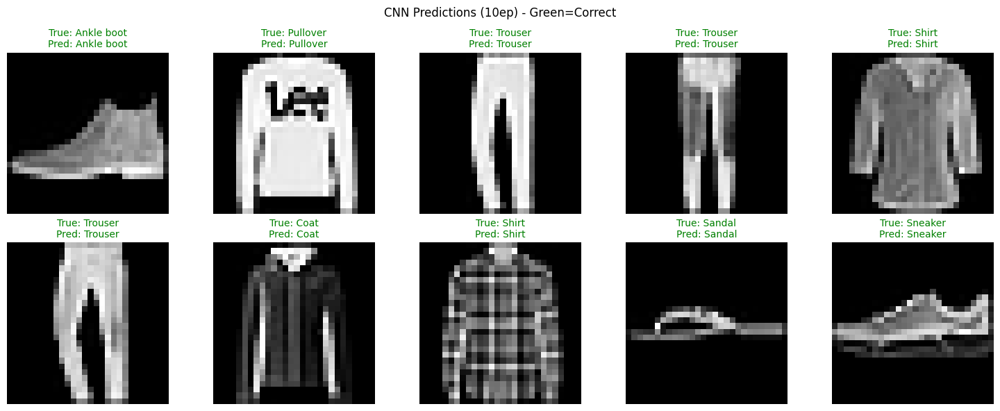 CNN Predictions (10ep) - Green=Correct
True: Ankle boot
Pred: Ankle boot
True: Pullover
Pred: Pullover
True: Trouser
Pred: Trouser
True: Trouser
Pred: Trouser
True: Shirt
Pred: Shirt
True: Trouser
Pred: Trouser
True: Coat
Pred: Coat
True: Shirt
Pred: Shirt
True: Sandal
Pred: Sandal
True: Sneaker
Pred: Sneaker